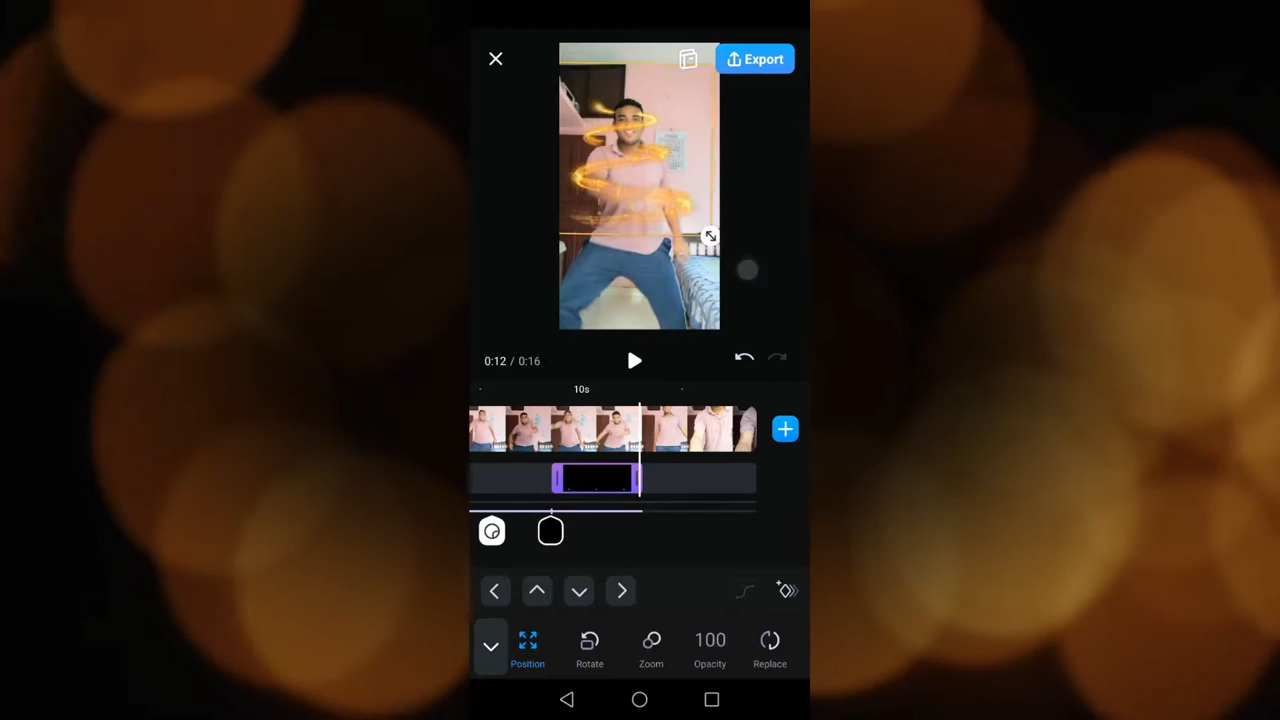 Export
0:12 / 0:16
10s
100
Position
Rotate
Zoom
Opacity
Replace